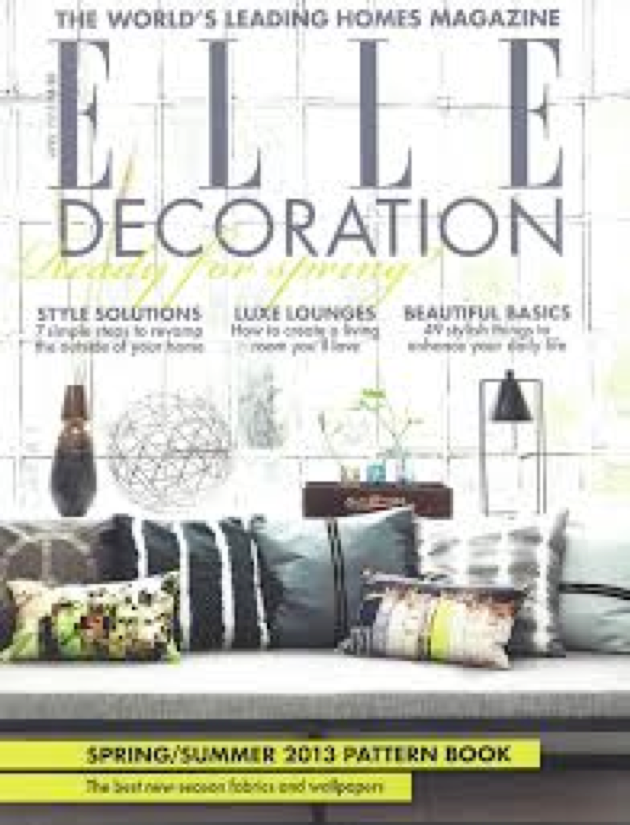 THE WORLD'S LEADING HOMES MAGAZINE
ELLE
DECORATION
Ready for spring
STYLE SOLUTIONS
7 simple steps to revamp
the outside of your home
LUXE LOUNGES
How to create a living
room you'll love
BEAUTIFUL BASICS
49 stylish things to
enhance your daily life
SPRING/SUMMER 2013 PATTERN BOOK
The best new-season fabrics and wallpapers